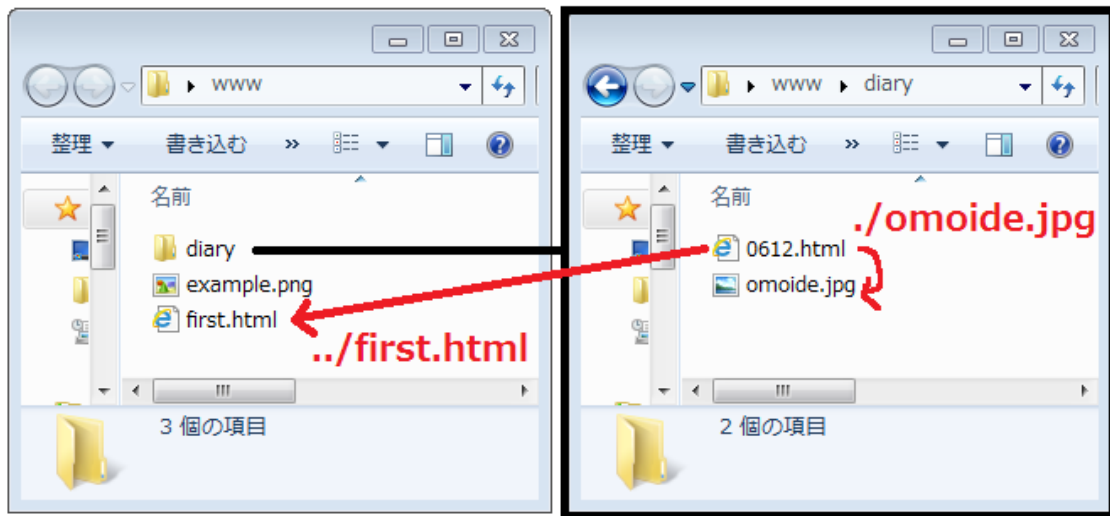 www
整理 書き込む »
名前
diary
example.png
first.html
../first.html
3 個の項目
www diary
整理 書き込む »
名前
./omoide.jpg
0612.html
omoide.jpg
2 個の項目